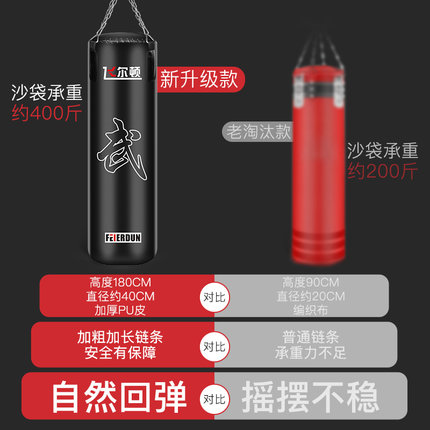 飞尔顿
新升级款
沙袋承重
约400斤
武
FEIERDUN
老淘汰款
沙袋承重
约200斤
高度180CM
直径约40CM
加厚PU皮
对比
高度90CM
直径约20CM
编织布
加粗加长链条
安全有保障
对比
普通链条
承重力不足
自然回弹
对比
摇摆不稳